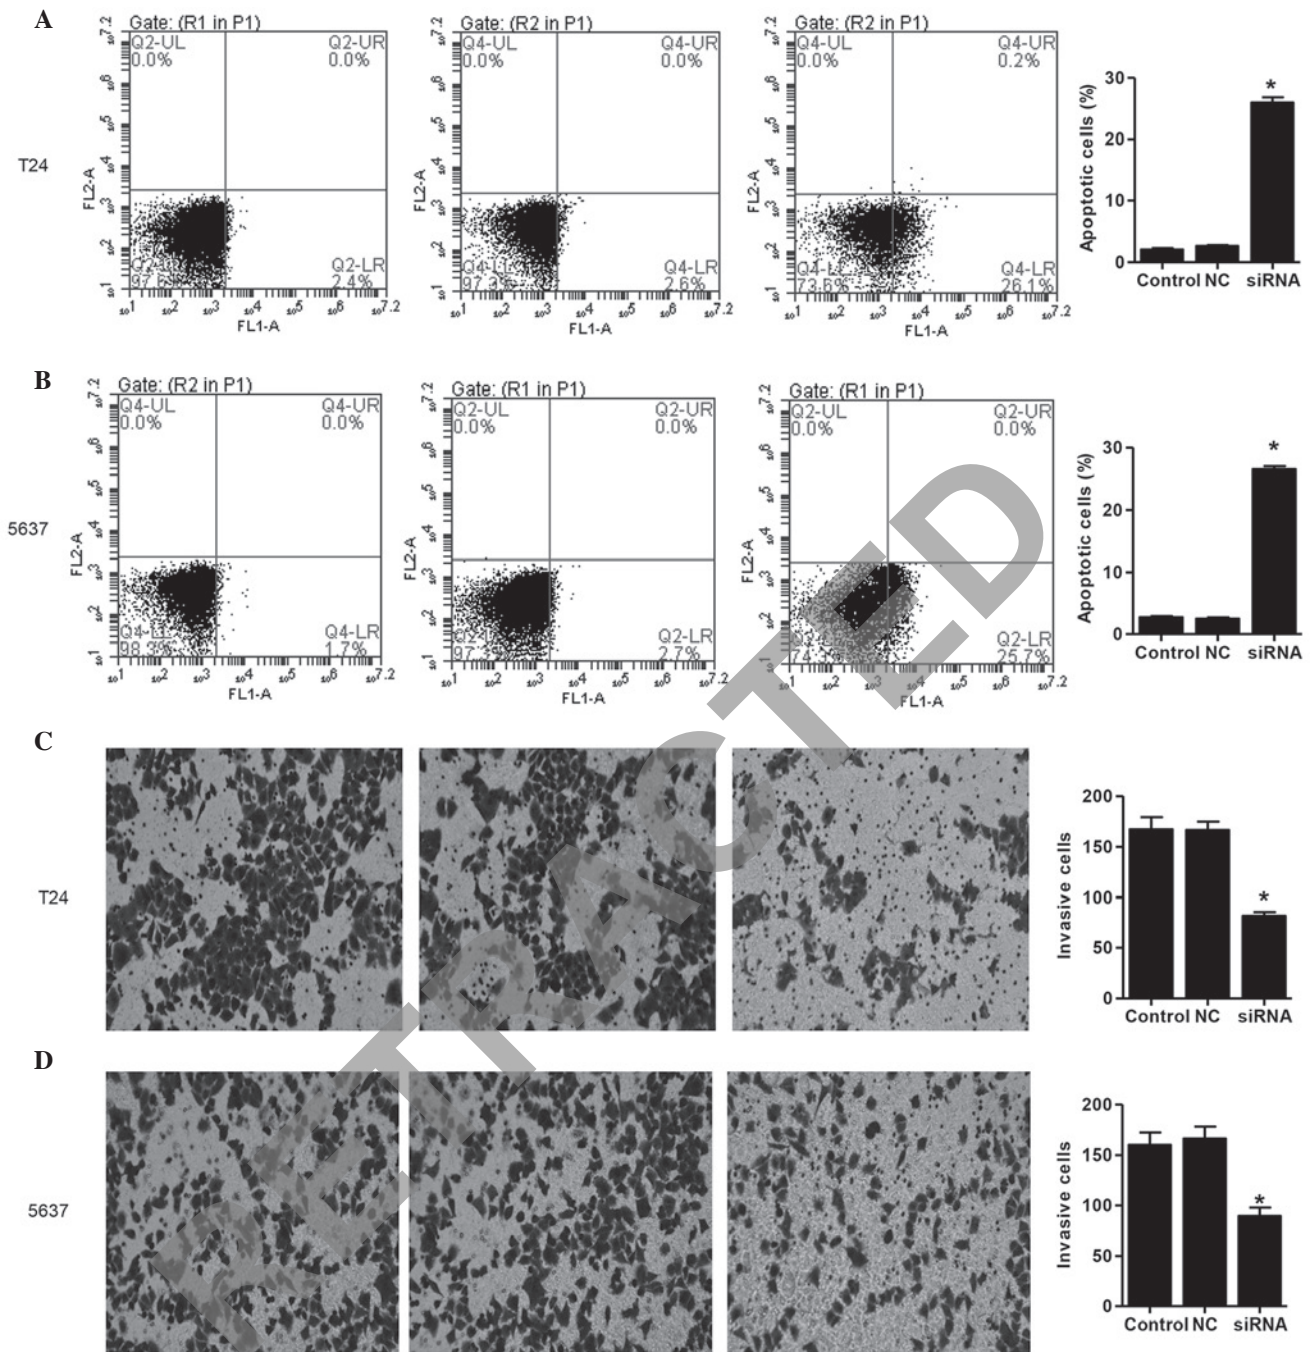 A
Gate: (R1 in P1)
Q2-UL
0.0%
Q2-UR
0.0%
Q2-LR
2.4%
FL2-A
FL1-A
Gate: (R2 in P1)
Q4-UL
0.0%
Q4-UR
0.0%
Q4-LR
2.6%
FL2-A
FL1-A
Gate: (R2 in P1)
Q4-UL
0.0%
Q4-UR
0.2%
73.6%
Q4-LR
26.1%
FL2-A
FL1-A
T24
Apoptotic cells (%)
30
20
10
0
Control NC siRNA
*
B
Gate: (R2 in P1)
Q4-UL
0.0%
Q4-UR
0.0%
98.3%
Q4-LR
1.7%
FL2-A
FL1-A
Gate: (R1 in P1)
Q2-UL
0.0%
Q2-UR
0.0%
Q2-LR
2.7%
FL2-A
FL1-A
Gate: (R1 in P1)
Q2-UL
0.0%
Q2-UR
0.0%
Q2-LR
25.7%
FL2-A
FL1-A
5637
Apoptotic cells (%)
30
20
10
0
Control NC siRNA
*
C
T24
Invasive cells
200
150
100
50
0
Control NC siRNA
*
D
5637
Invasive cells
200
150
100
50
0
Control NC siRNA
*
RETRACTED